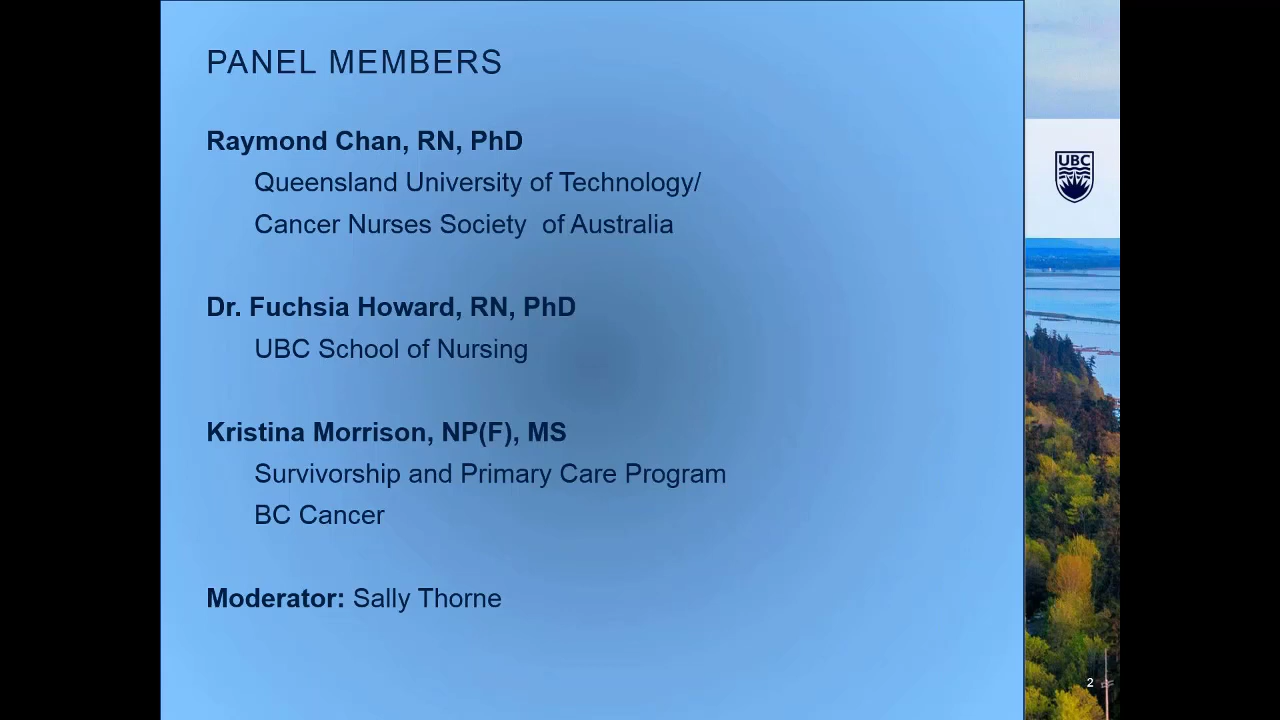 PANEL MEMBERS
Raymond Chan, RN, PhD
Queensland University of Technology/
Cancer Nurses Society  of Australia
UBC
Dr. Fuchsia Howard, RN, PhD
UBC School of Nursing
Kristina Morrison, NP(F), MS
Survivorship and Primary Care Program
BC Cancer
Moderator: Sally Thorne
2